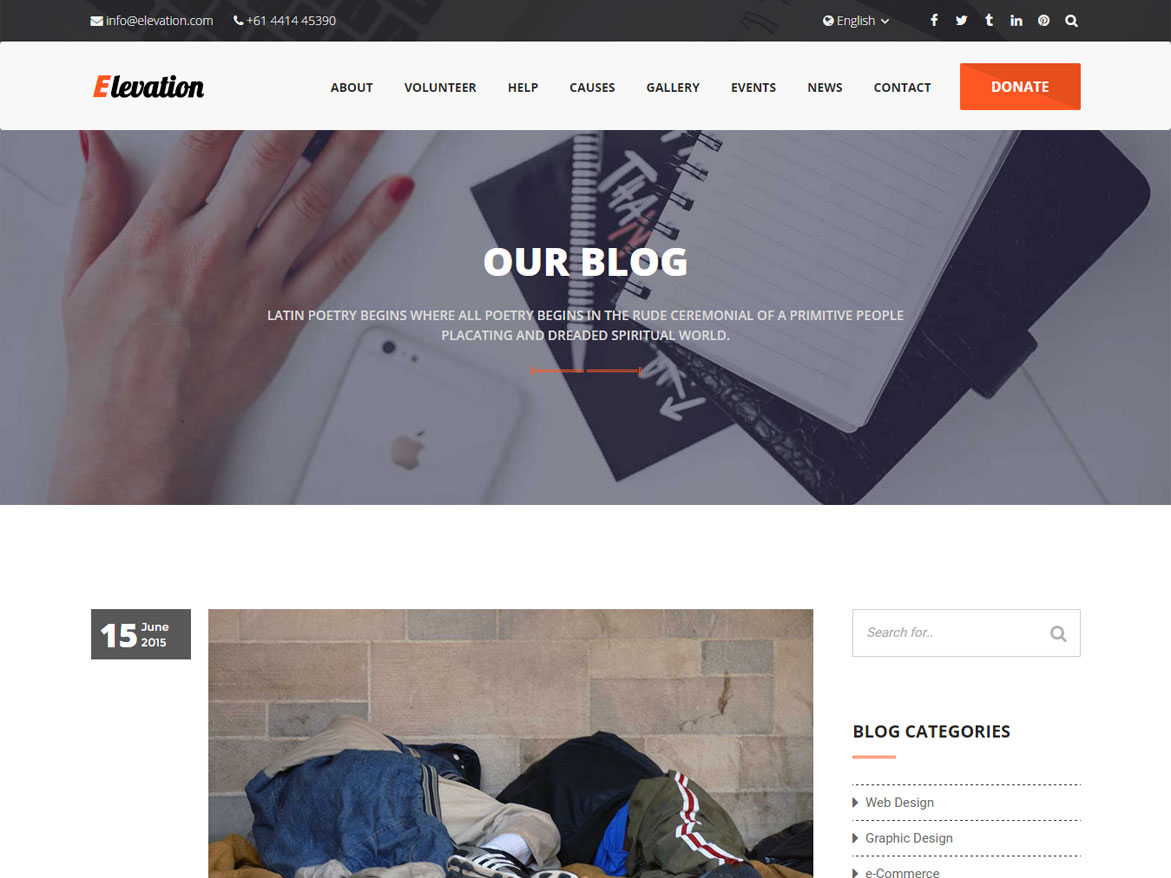 info@elevation.com +61 4414 45390 English
Elevation ABOUT VOLUNTEER HELP CAUSES GALLERY EVENTS NEWS CONTACT DONATE
OUR BLOG
LATIN POETRY BEGINS WHERE ALL POETRY BEGINS IN THE RUDE CEREMONIAL OF A PRIMITIVE PEOPLE
PLACATING AND DREADED SPIRITUAL WORLD.
15 June
2015
Search for..
BLOG CATEGORIES
Web Design
Graphic Design
e-Commerce